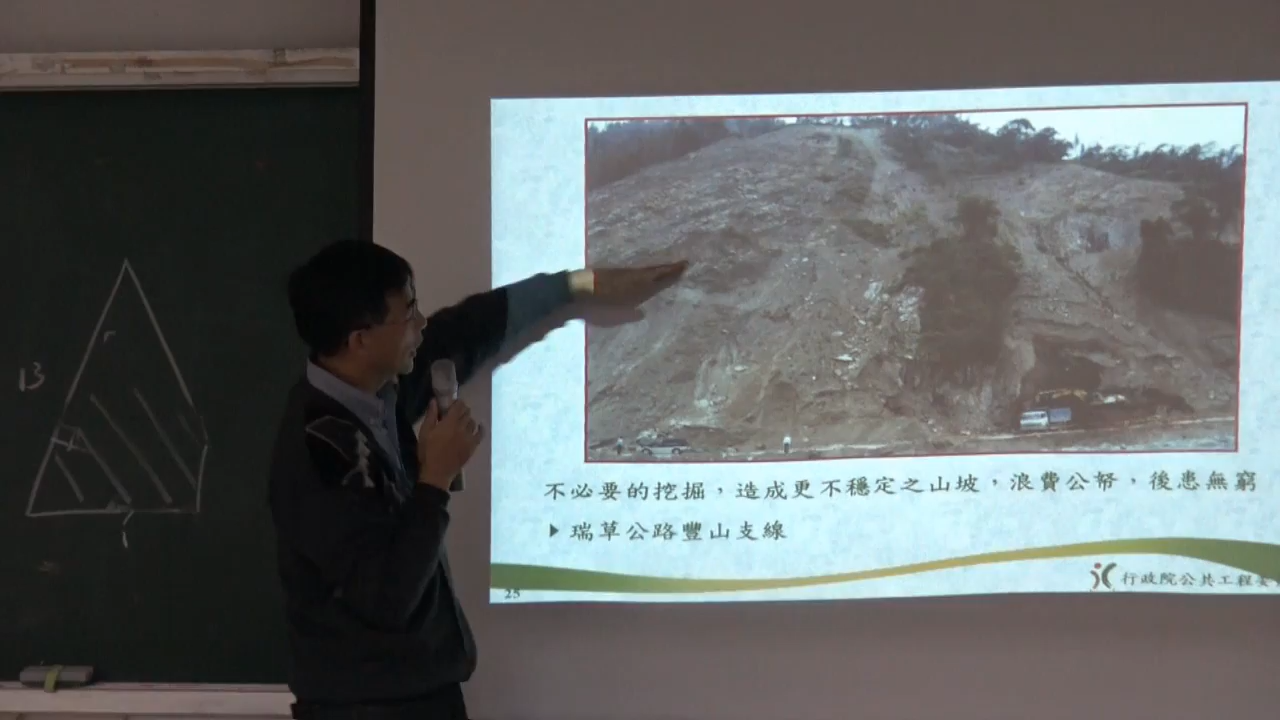 13
不必要的挖掘，造成更不穩定之山坡，浪費公帑，後患無窮
瑞草公路豐山支線
行政院公共工程委
25